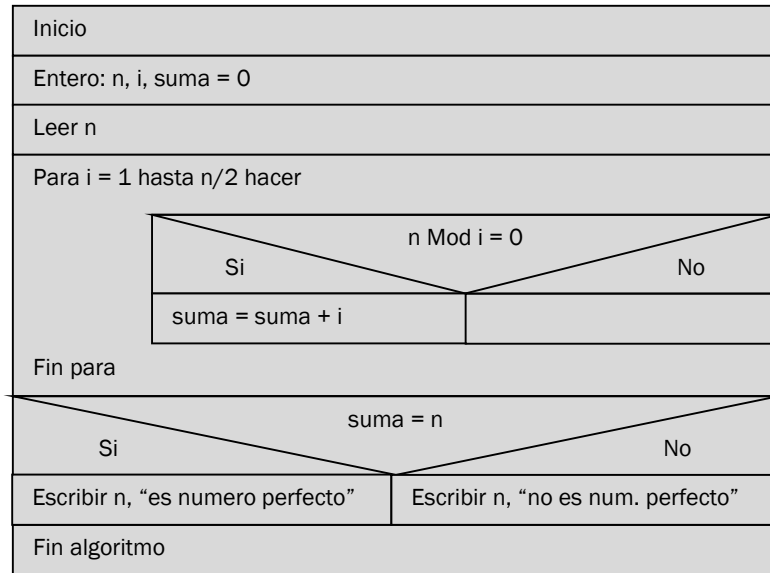 Inicio
Entero: n, i, suma = 0
Leer n
Para i = 1 hasta n/2 hacer
n Mod i = 0
Si
No
suma = suma + i
Fin para
suma = n
Si
No
Escribir n, “es numero perfecto”
Escribir n, “no es num. perfecto”
Fin algoritmo